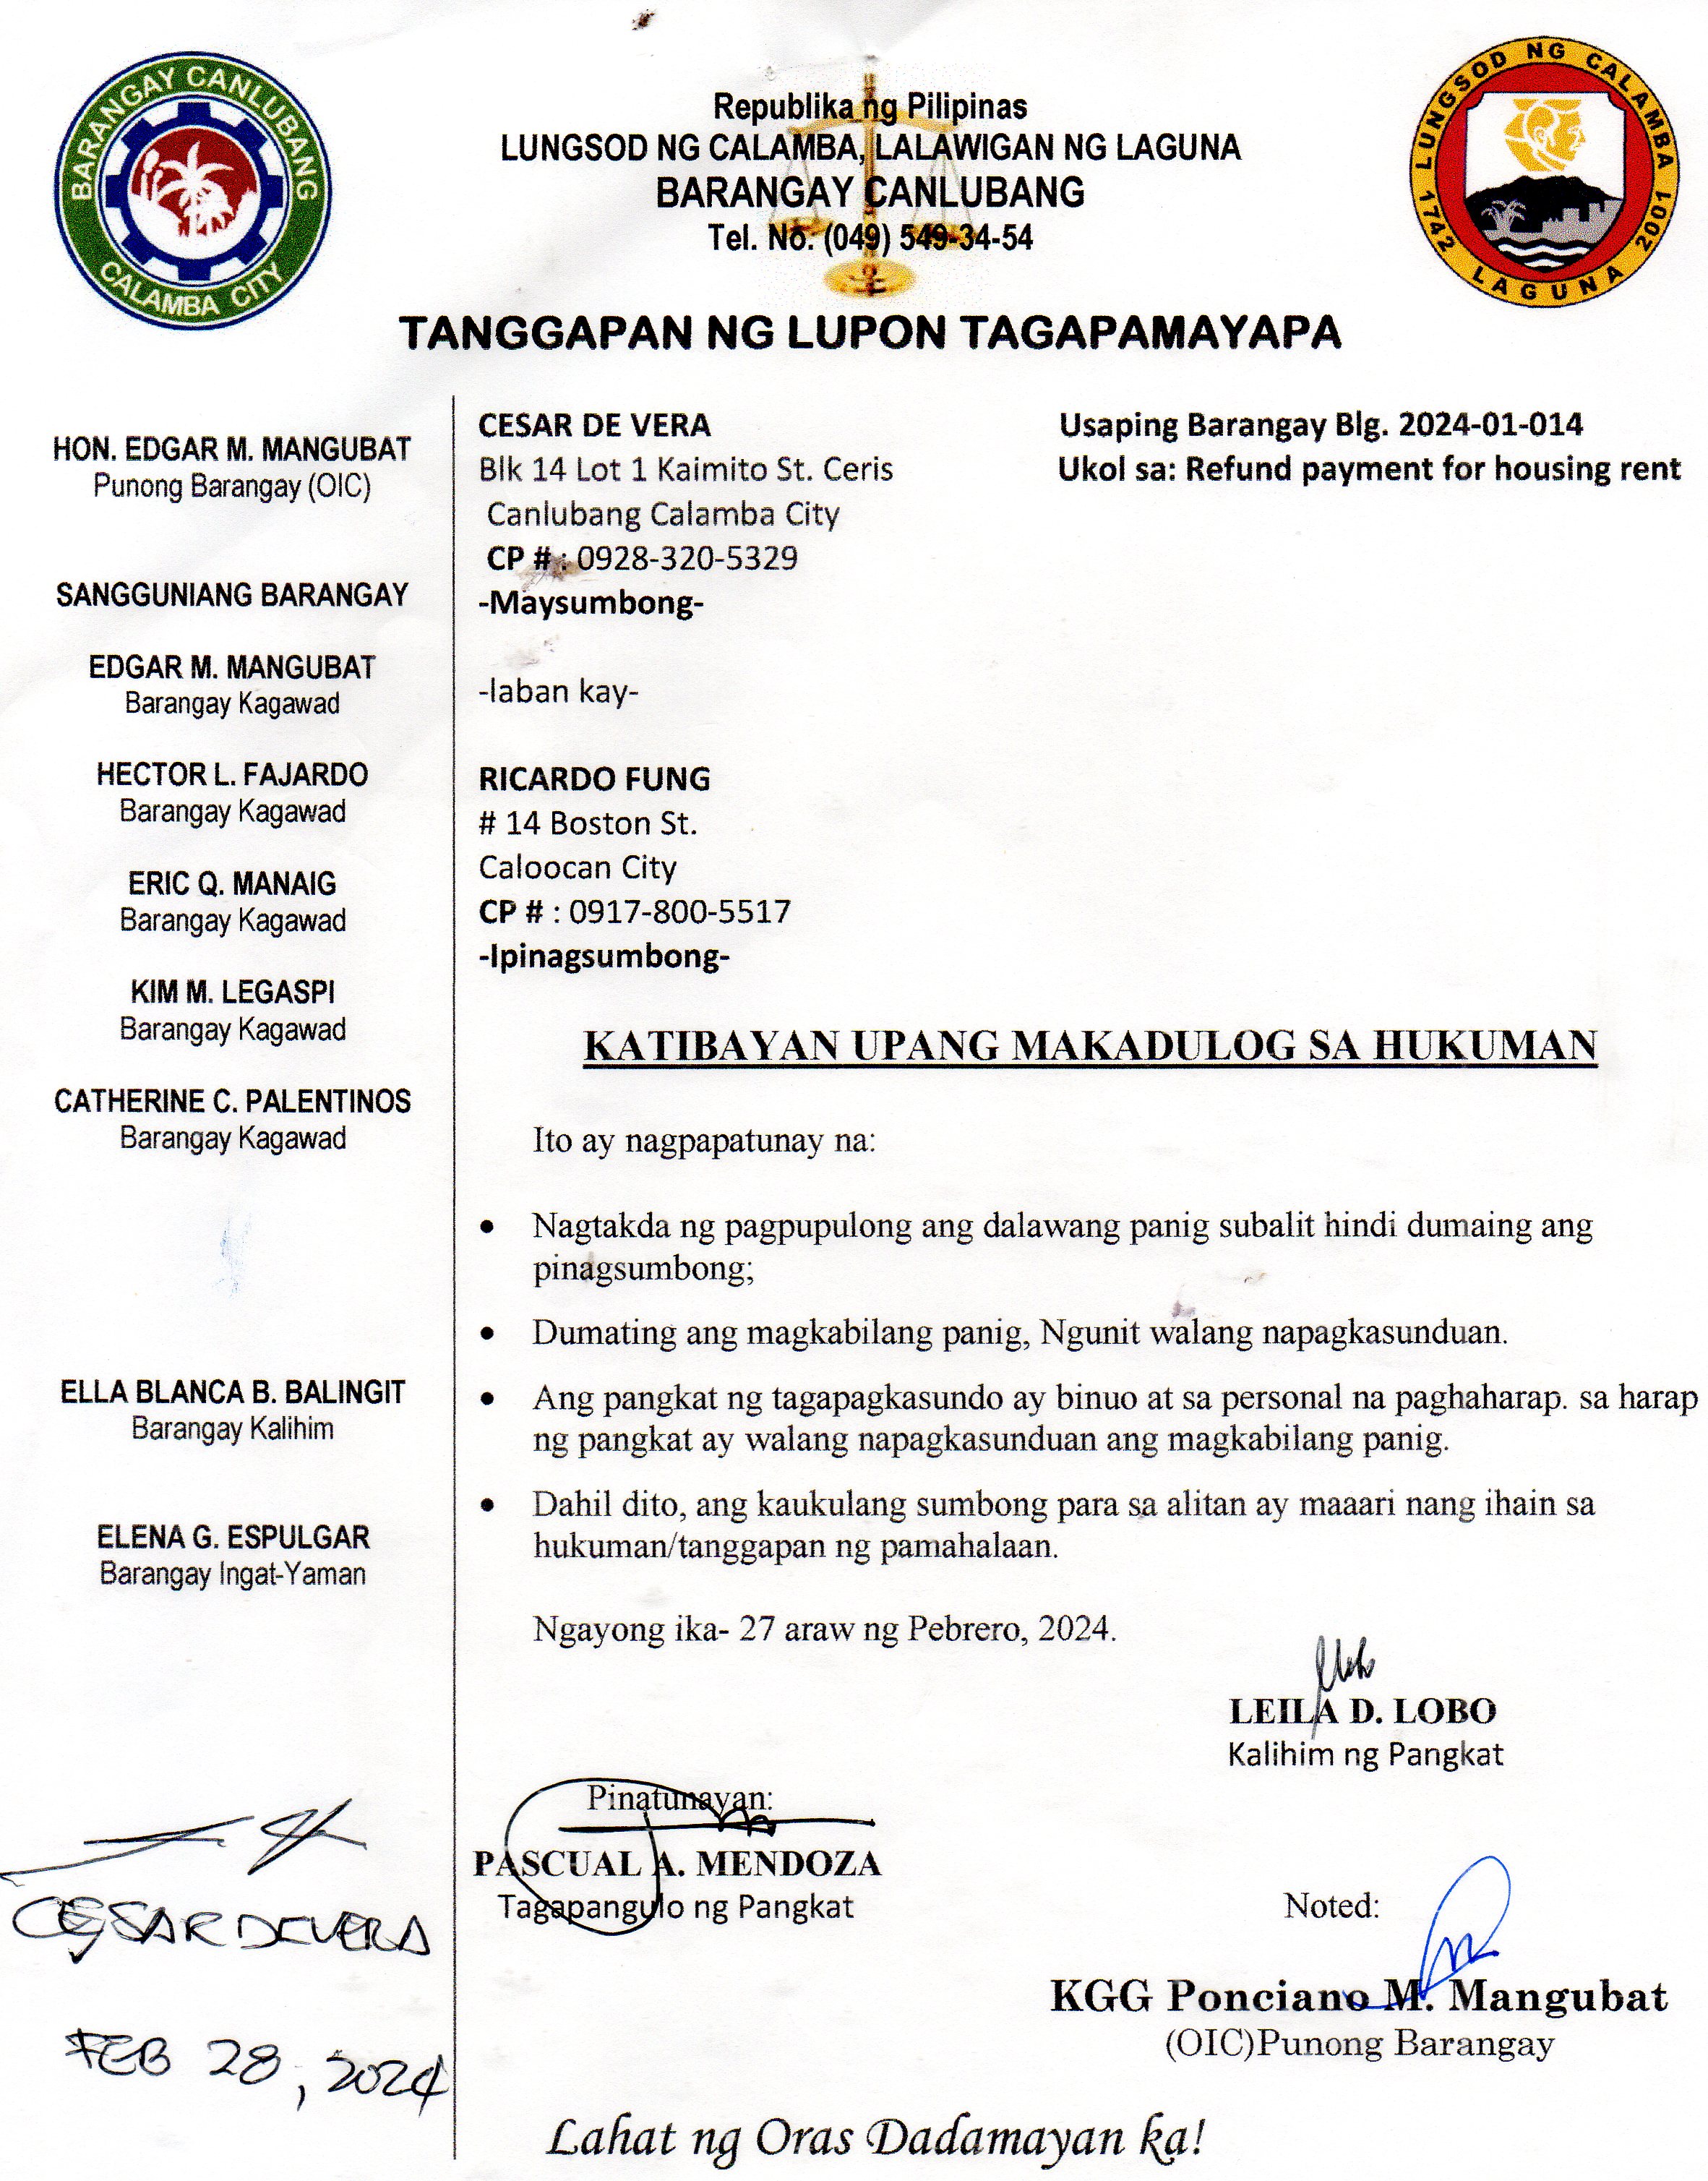 BARANGAY CANLUBANG
CALAMBA CITY
LUNGSOD NG CALAMBA
1742 LAGUNA 2001
Republika ng Pilipinas
LUNGSOD NG CALAMBA, LALAWIGAN NG LAGUNA
BARANGAY CANLUBANG
Tel. No. (049) 549-34-54
TANGGAPAN NG LUPON TAGAPAMAYAPA
HON. EDGAR M. MANGUBAT
Punong Barangay (OIC)
SANGGUNIANG BARANGAY
EDGAR M. MANGUBAT
Barangay Kagawad
HECTOR L. FAJARDO
Barangay Kagawad
ERIC Q. MANAIG
Barangay Kagawad
KIM M. LEGASPI
Barangay Kagawad
CATHERINE C. PALENTINOS
Barangay Kagawad
ELLA BLANCA B. BALINGIT
Barangay Kalihim
ELENA G. ESPULGAR
Barangay Ingat-Yaman
CESAR DEVERA
FEB 28, 2024
CESAR DE VERA
Blk 14 Lot 1 Kaimito St. Ceris
Canlubang Calamba City
CP # : 0928-320-5329
-Maysumbong-
Usaping Barangay Blg. 2024-01-014
Ukol sa: Refund payment for housing rent
-laban kay-
RICARDO FUNG
# 14 Boston St.
Caloocan City
CP # : 0917-800-5517
-Ipinagsumbong-
KATIBAYAN UPANG MAKADULOG SA HUKUMAN
Ito ay nagpapatunay na:
• Nagtakda ng pagpupulong ang dalawang panig subalit hindi dumaing ang
pinagsumbong;
• Dumating ang magkabilang panig, Ngunit walang napagkasunduan.
• Ang pangkat ng tagapagkasundo ay binuo at sa personal na paghaharap. sa harap
ng pangkat ay walang napagkasunduan ang magkabilang panig.
• Dahil dito, ang kaukulang sumbong para sa alitan ay maaari nang ihain sa
hukuman/tanggapan ng pamahalaan.
Ngayong ika- 27 araw ng Pebrero, 2024.
LEILA D. LOBO
Kalihim ng Pangkat
Pinatunayan:
PASCUAL A. MENDOZA
Tagapangulo ng Pangkat
Noted:
KGG Ponciano M. Mangubat
(OIC)Punong Barangay
Lahat ng Oras Dadamayan ka!